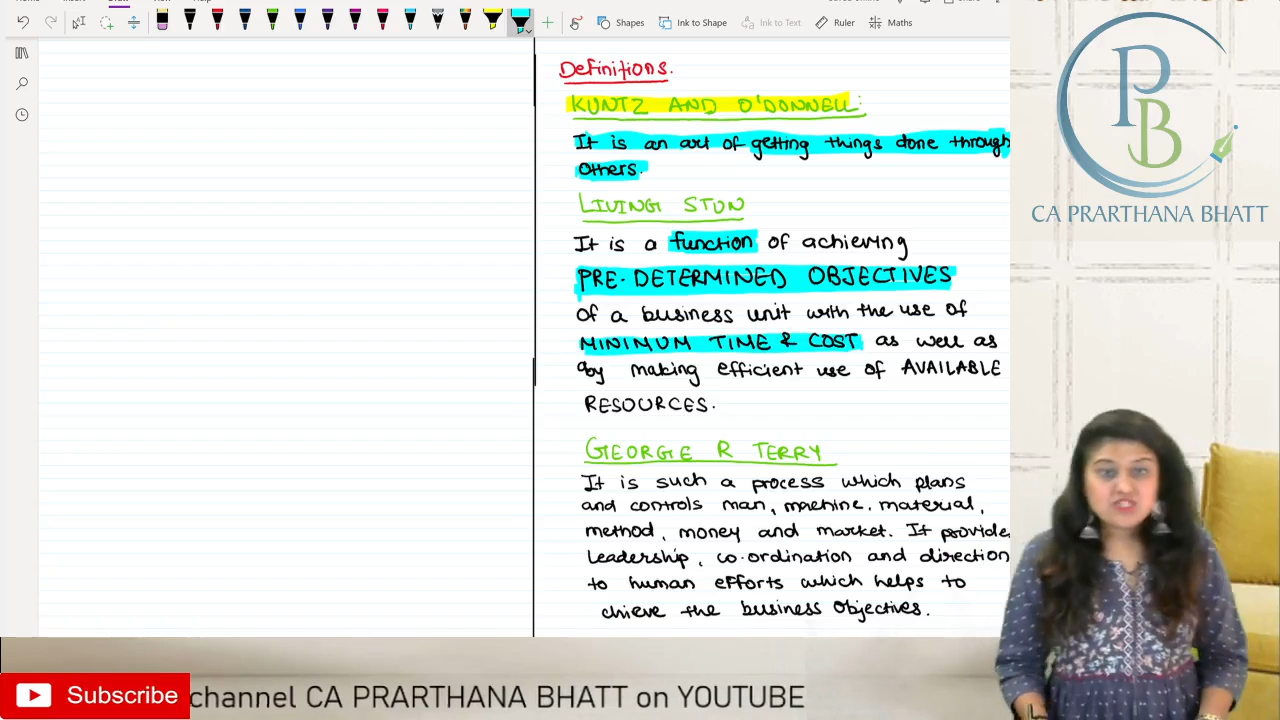 Shapes
Ink to Shape
Ink to Text
Ruler
Maths
Definitions.
KUNTZ AND O'DONNELL:
It is an art of getting things done through
others.
LIVING STON
It is a function of achieving
PRE-DETERMINED OBJECTIVES
of a business unit with the use of
MINIMUM TIME & COST as well as
by making efficient use of AVAILABLE
RESOURCES.
GEORGE R TERRY
It is such a process which plans
and controls man, machine, material,
method, money and market. It provide
leadership, co-ordination and direction
to human efforts which helps to
chieve the business objectives.
PB
CA PRARTHANA BHATT
Subscribe
channel CA PRARTHANA BHATT on YOUTUBE